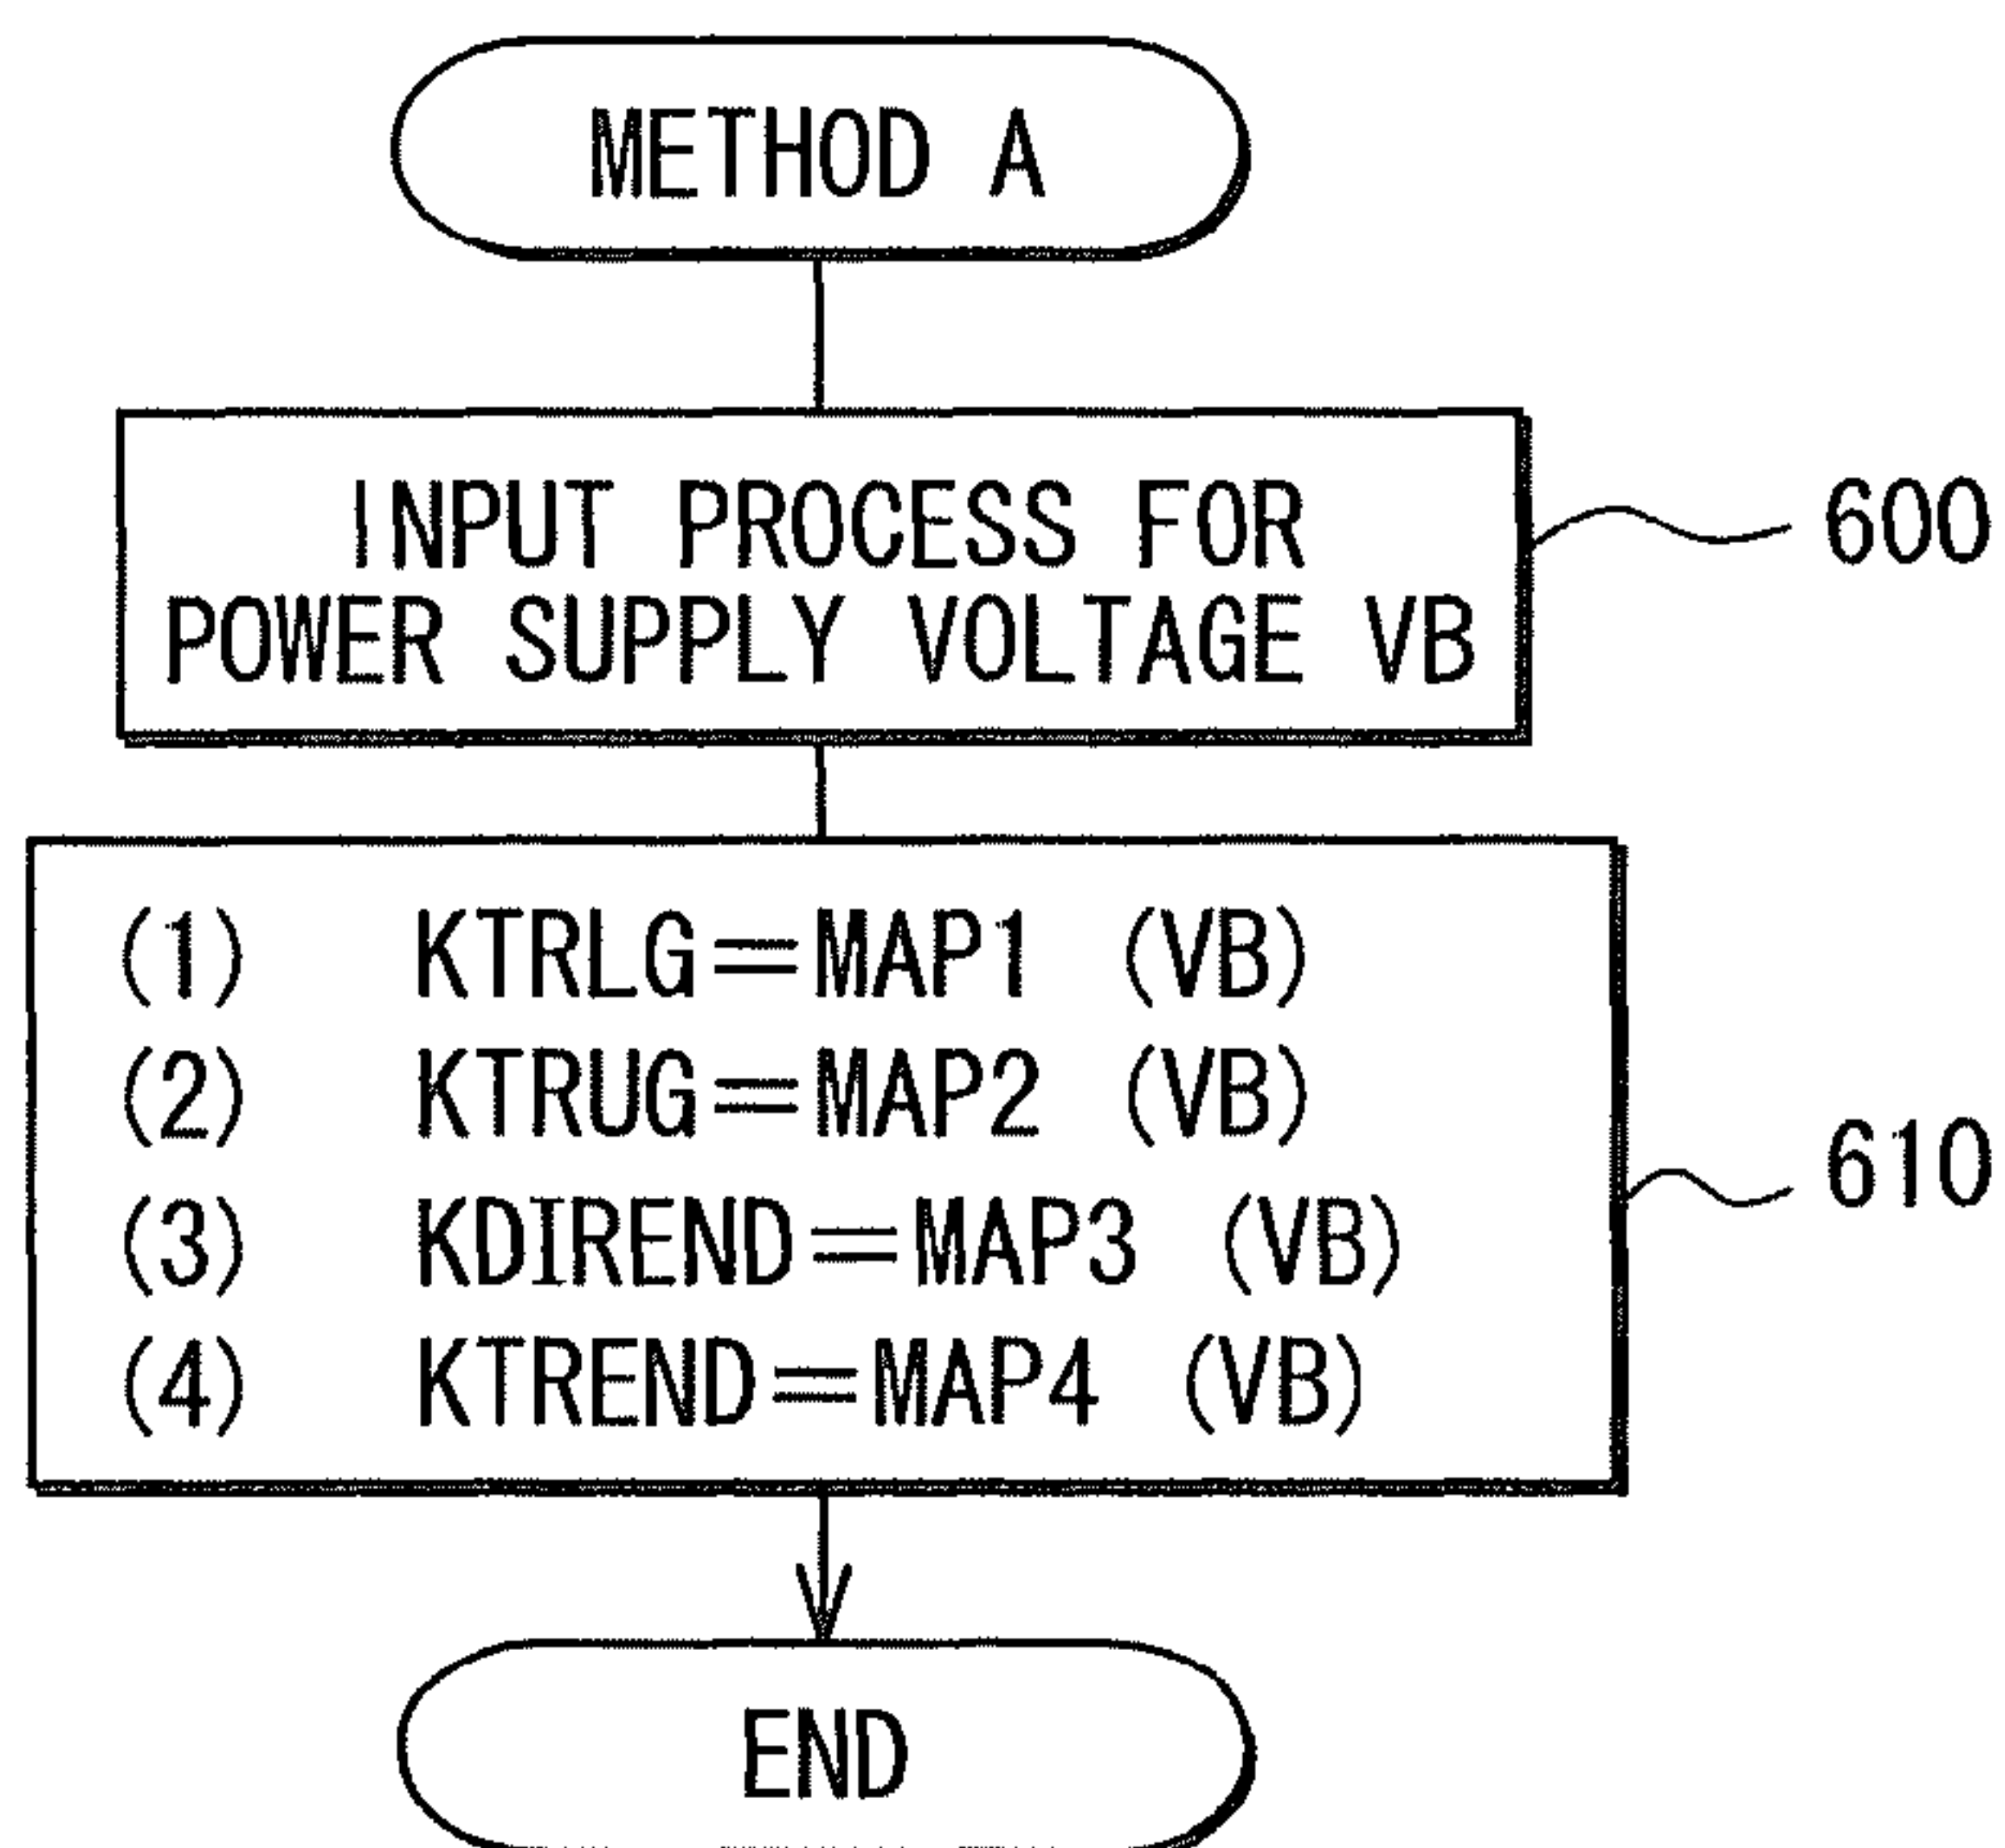 METHOD A
INPUT PROCESS FOR
POWER SUPPLY VOLTAGE VB
600
(1) KTRLG=MAP1 (VB)
(2) KTRUG=MAP2 (VB)
(3) KDIREND=MAP3 (VB)
(4) KTREND=MAP4 (VB)
610
END